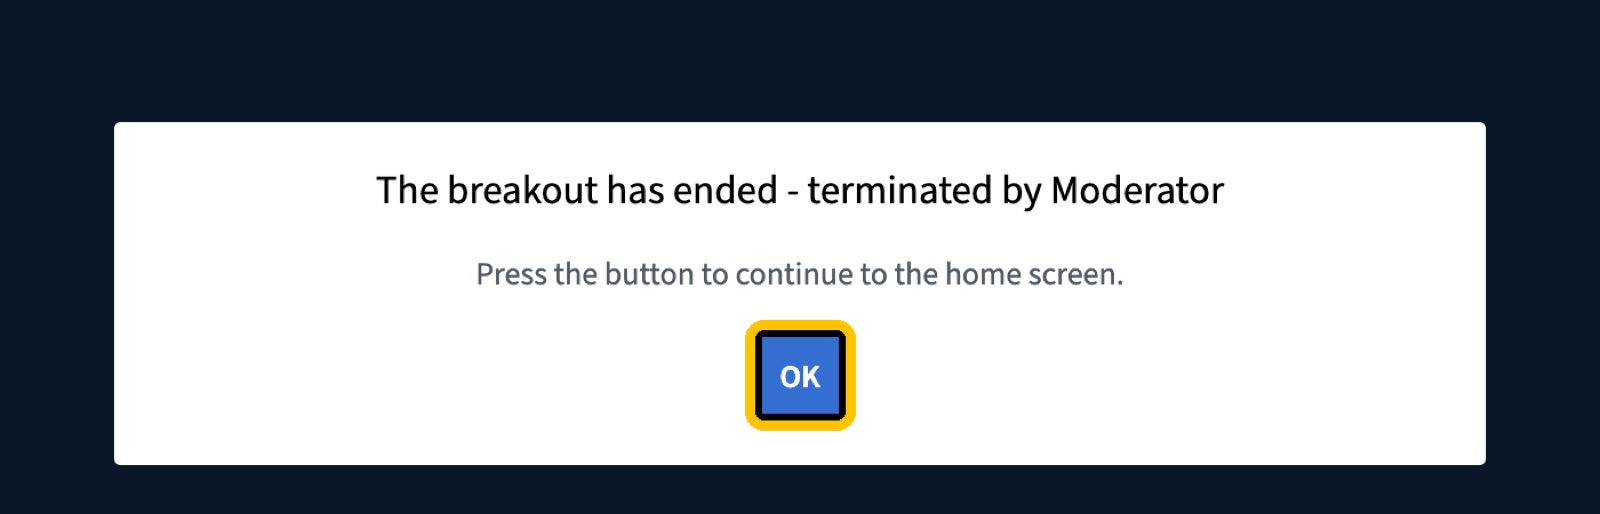 The breakout has ended - terminated by Moderator
Press the button to continue to the home screen.
OK